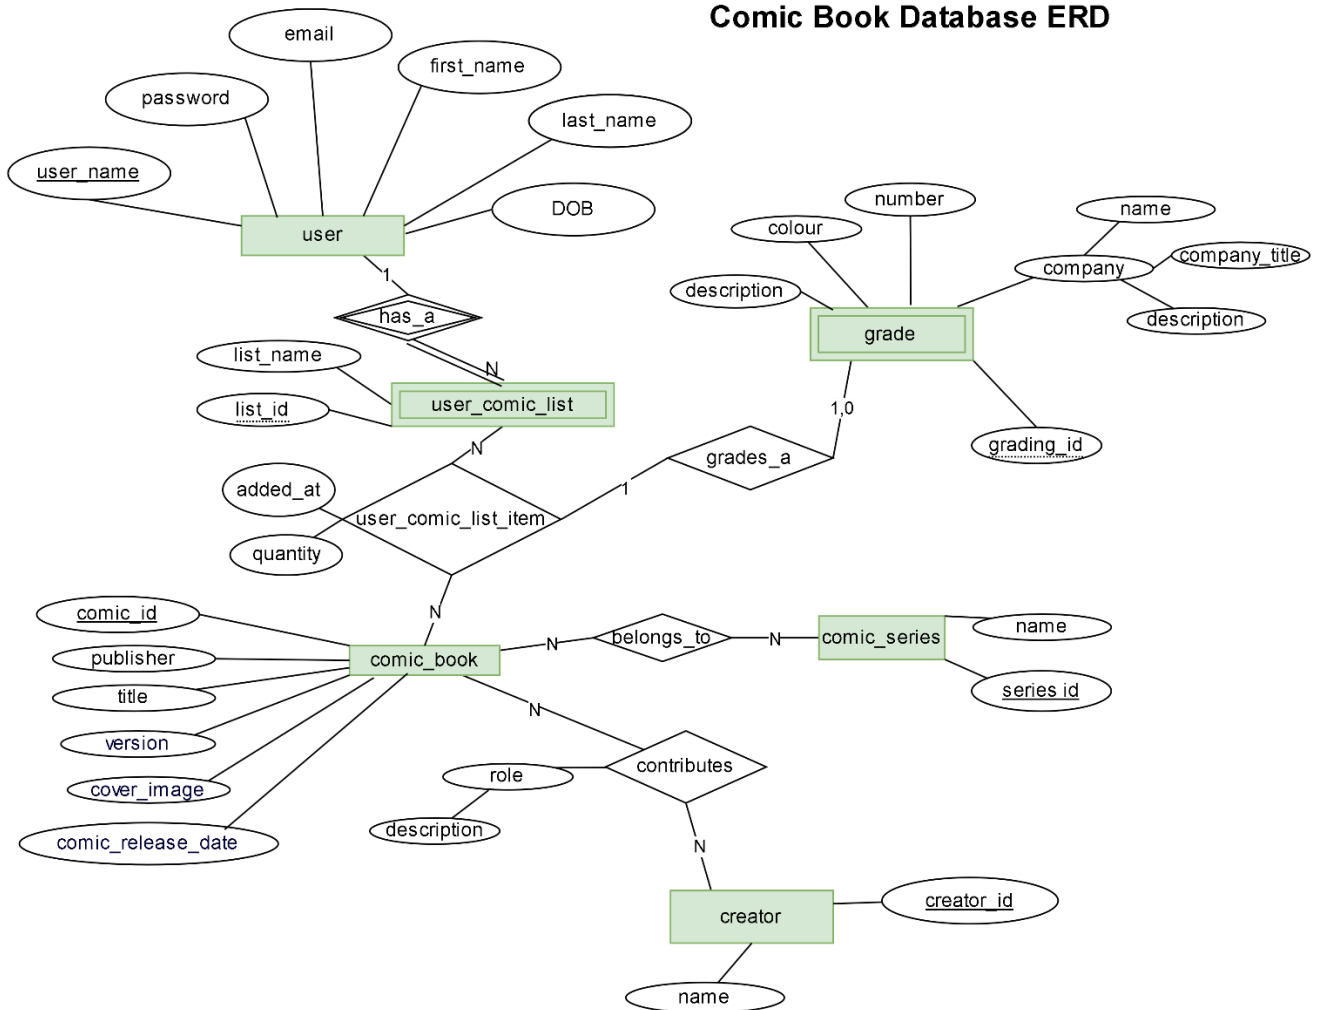 Comic Book Database ERD
email
first_name
password
last_name
user_name
DOB
user
number
name
colour
company_title
company
description
description
grade
1
has_a
list_name
N
user_comic_list
list_id
1,0
grading_id
N
grades_a
added_at
1
user_comic_list_item
quantity
comic_id
N
name
belongs_to
comic_series
N
N
publisher
comic_book
title
series id
N
version
contributes
role
cover_image
description
comic_release_date
N
creator_id
creator
name